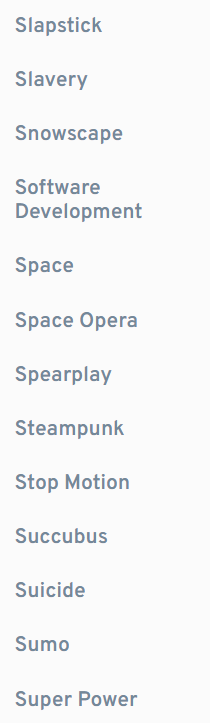 Slapstick
Slavery
Snowscape
Software
Development
Space
Space Opera
Spearplay
Steampunk
Stop Motion
Succubus
Suicide
Sumo
Super Power